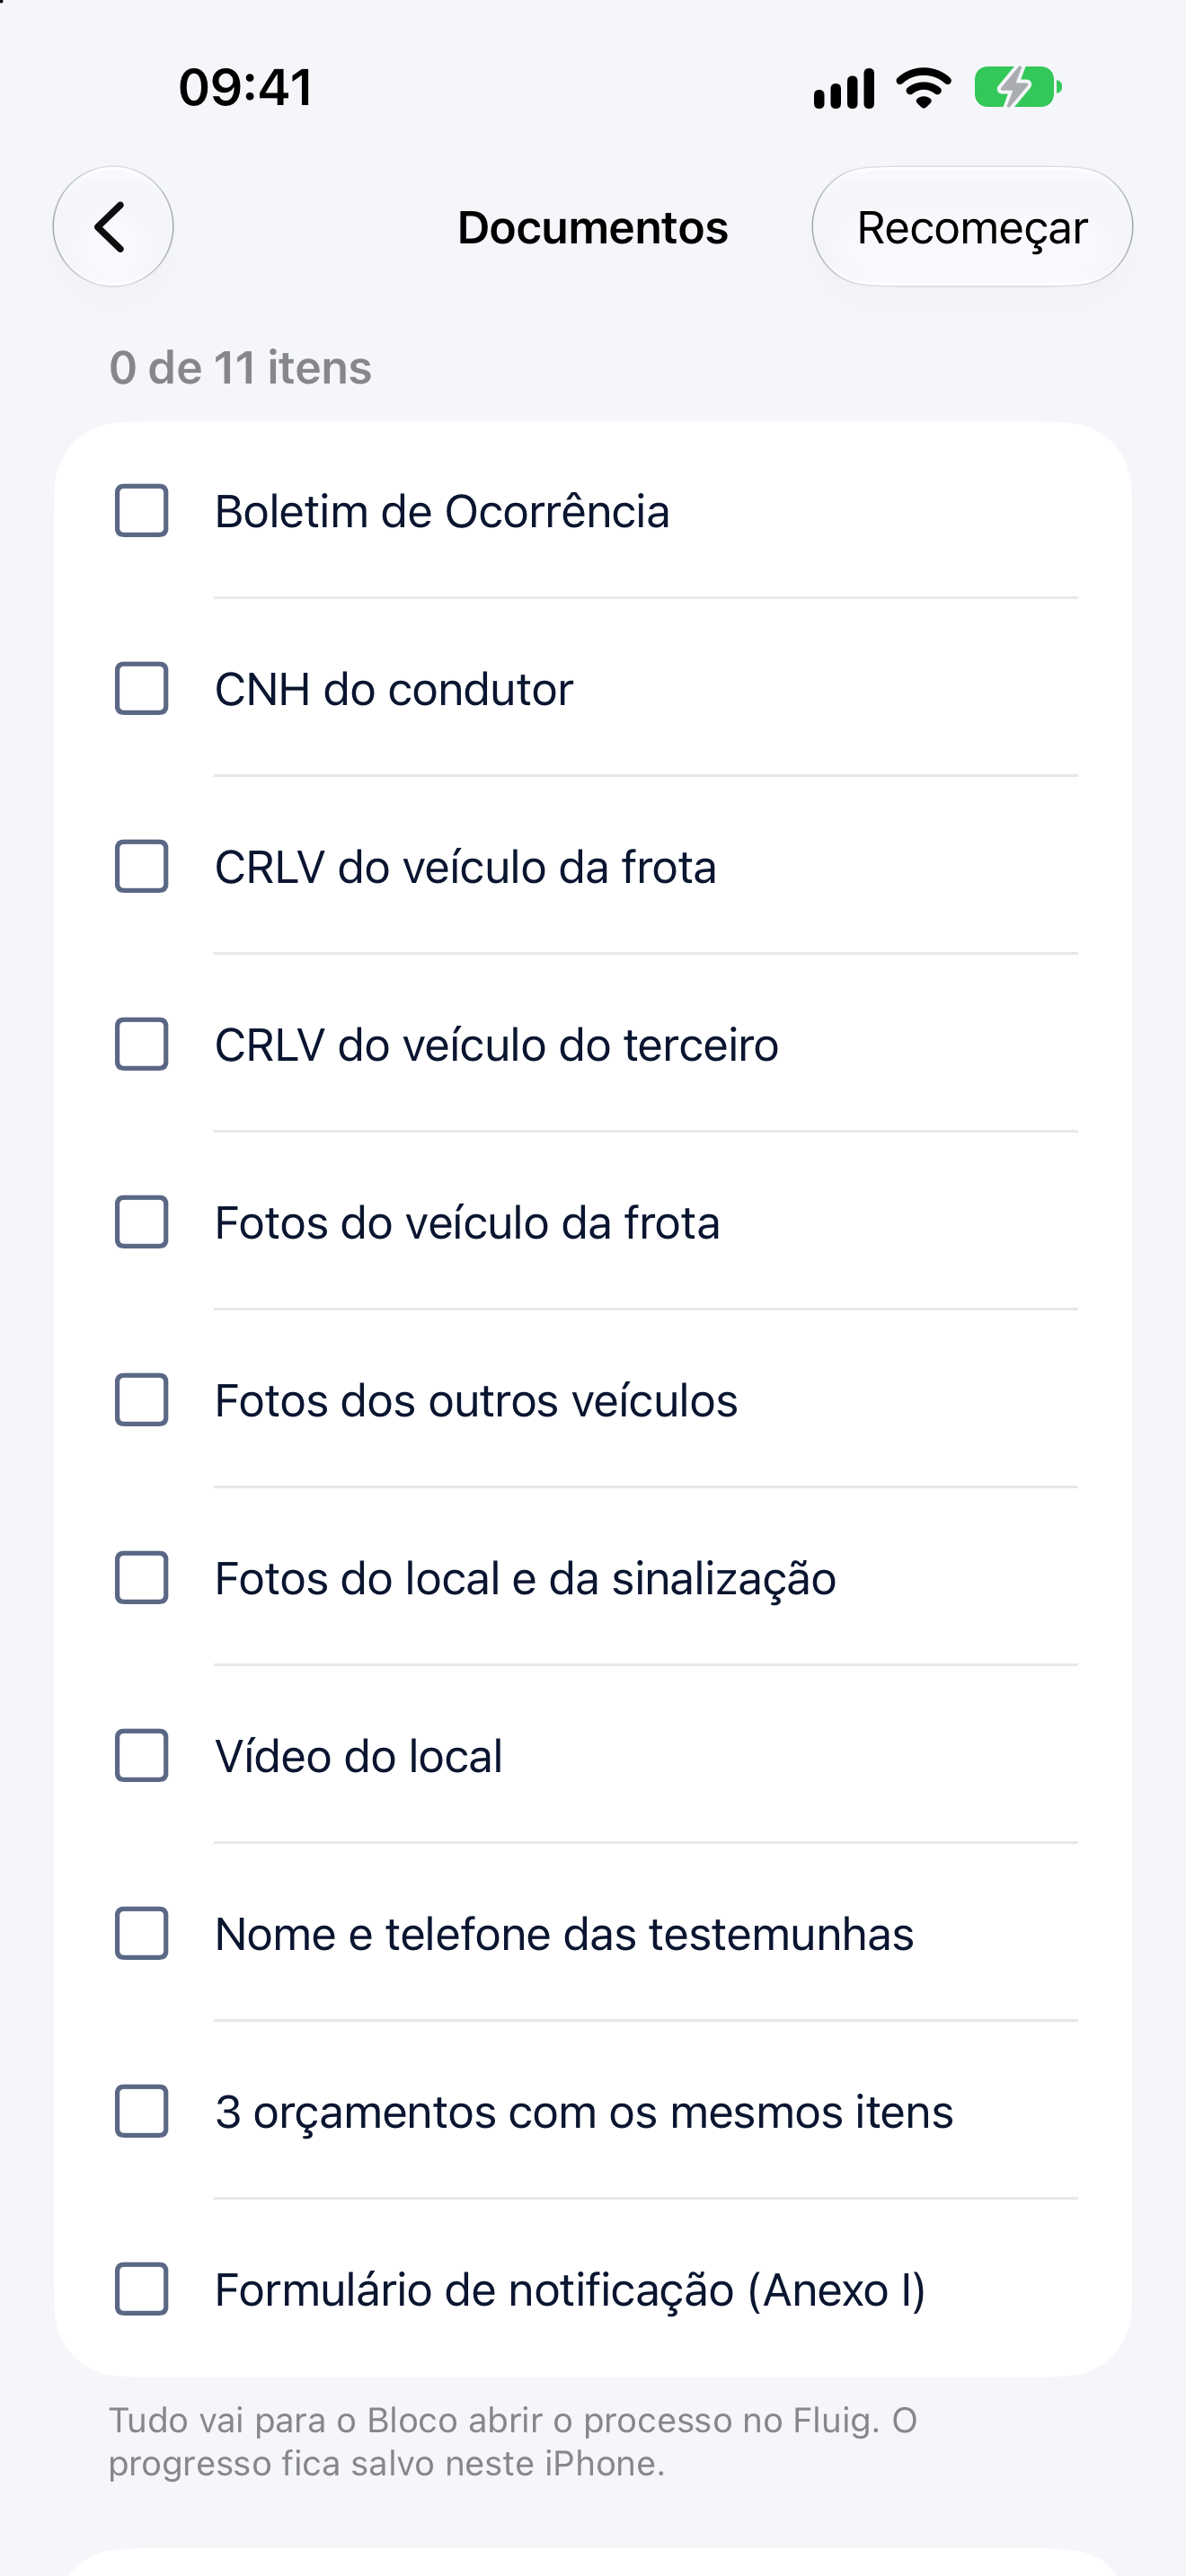 09:41
Documentos
Recomeçar
0 de 11 itens
Boletim de Ocorrência
CNH do condutor
CRLV do veículo da frota
CRLV do veículo do terceiro
Fotos do veículo da frota
Fotos dos outros veículos
Fotos do local e da sinalização
Vídeo do local
Nome e telefone das testemunhas
3 orçamentos com os mesmos itens
Formulário de notificação (Anexo I)
Tudo vai para o Bloco abrir o processo no Fluig. O
progresso fica salvo neste iPhone.